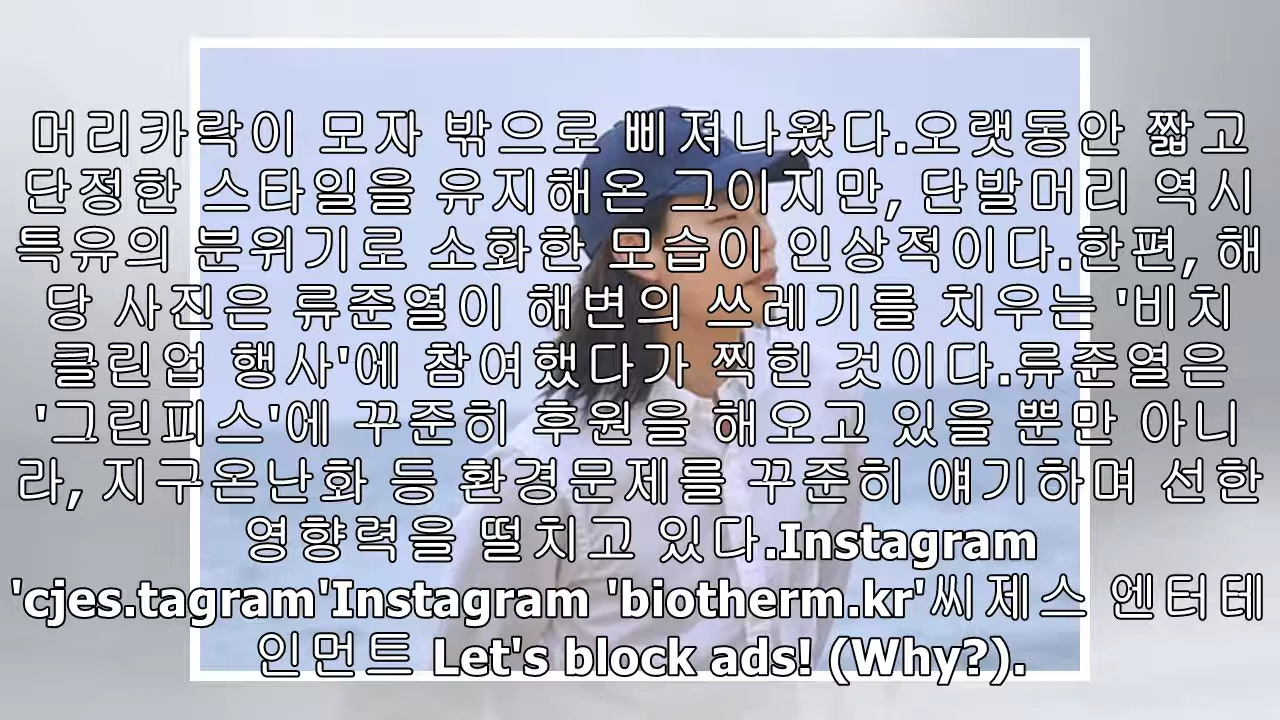 머리카락이 모자 밖으로 삐져나왔다.오랫동안 짧고
단정한 스타일을 유지해온 그이지만, 단발머리 역시
특유의 분위기로 소화한 모습이 인상적이다.한편, 해
당 사진은 류준열이 해변의 쓰레기를 치우는 '비치
클린업 행사'에 참여했다가 찍힌 것이다.류준열은
'그린피스'에 꾸준히 후원을 해오고 있을 뿐만 아니
라, 지구온난화 등 환경문제를 꾸준히 얘기하며 선한
영향력을 떨치고 있다.Instagram
'cjes.tagram'Instagram 'biotherm.kr'씨제스 엔터테
인먼트 Let's block ads! (Why?).